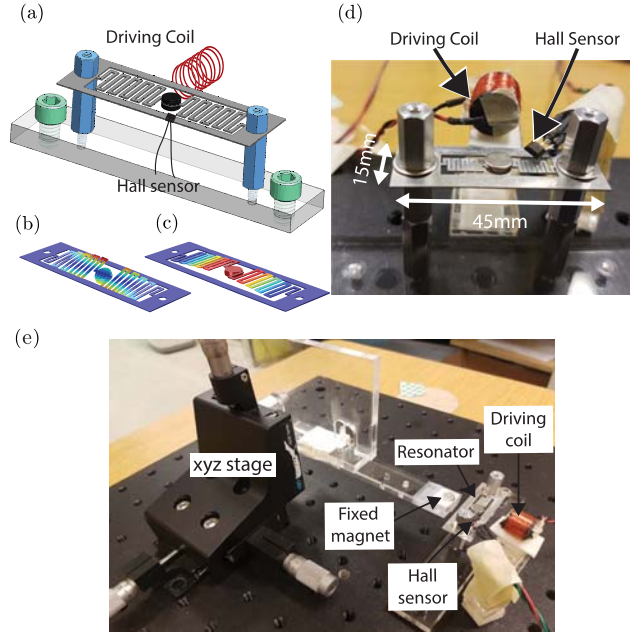 (a)
Driving Coil
Hall sensor
(b)
(c)
(d)
Driving Coil
Hall Sensor
15mm
45mm
(e)
xyz stage
Resonator
Driving
coil
Fixed
magnet
Hall
sensor